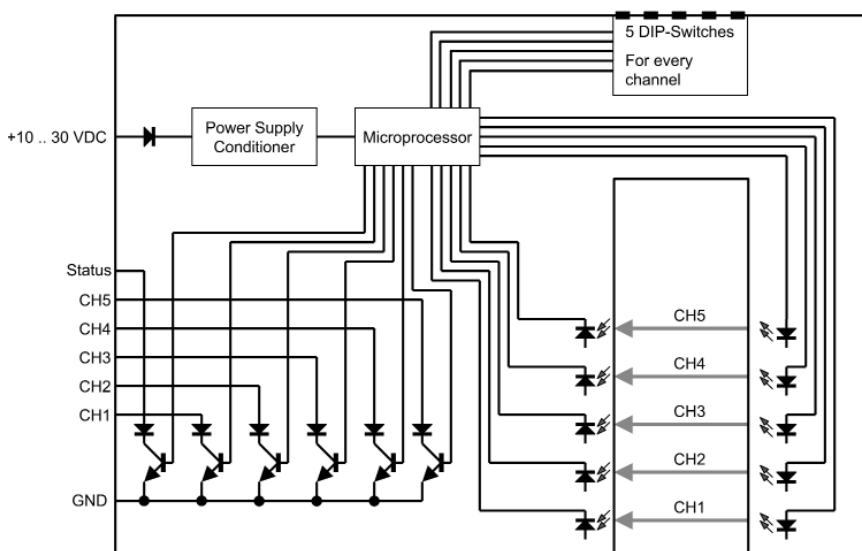 5 DIP-Switches
For every
channel
+10 .. 30 VDC
Power Supply
Conditioner
Microprocessor
Status
CH5
CH4
CH3
CH2
CH1
GND
CH5
CH4
CH3
CH2
CH1